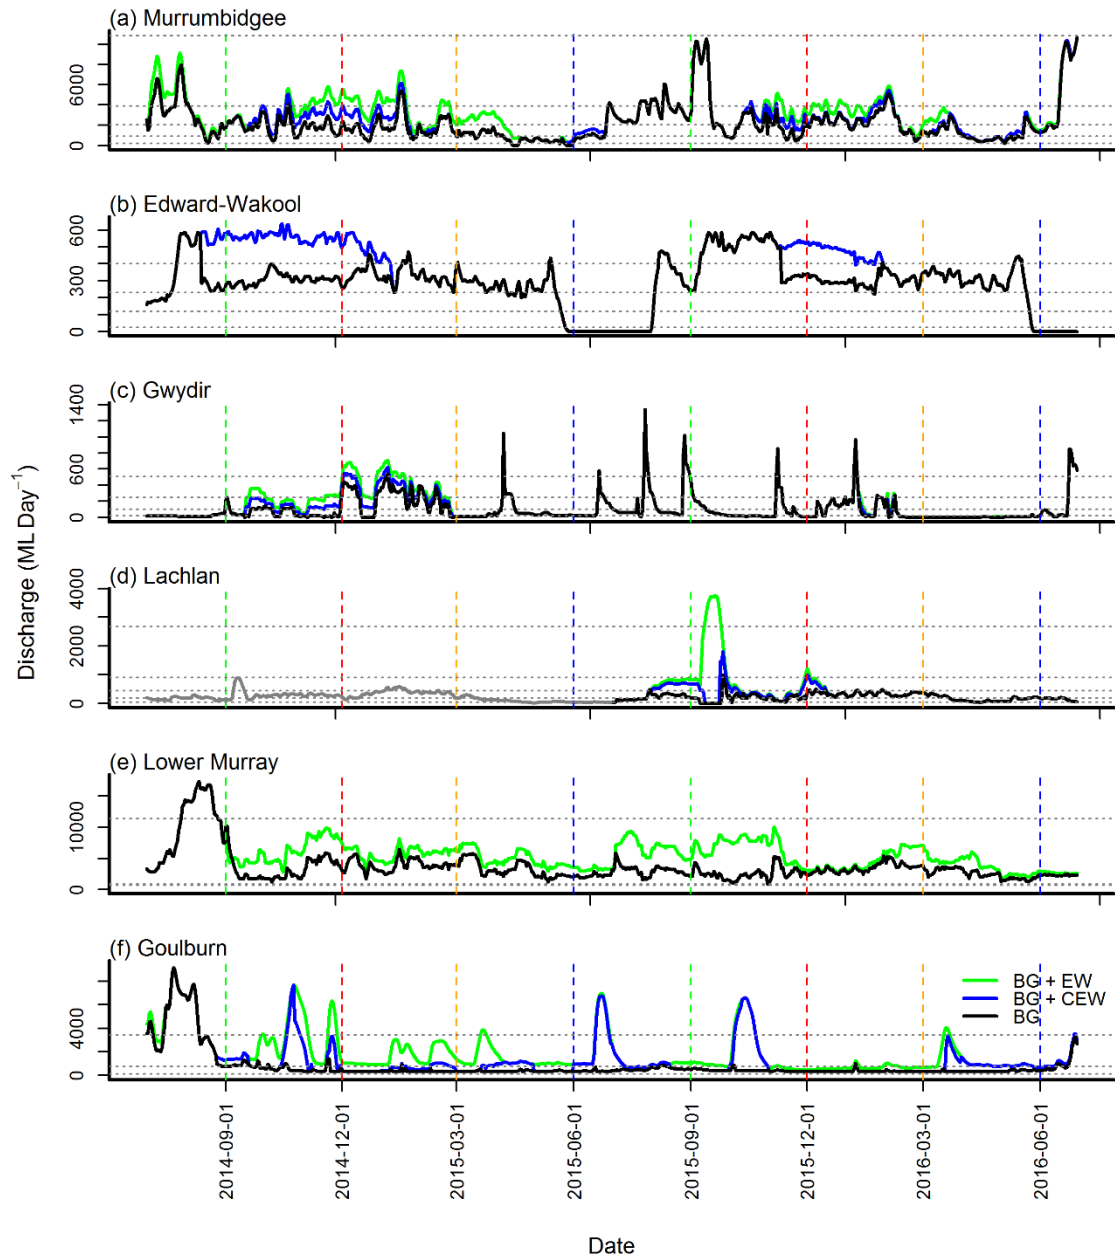 (a) Murrumbidgee
6000
0
(b) Edward-Wakool
600
300
0
(c) Gwydir
1400
600
0
(d) Lachlan
4000
2000
0
(e) Lower Murray
10000
0
(f) Goulburn
4000
0
BG + EW
BG + CEW
BG
Discharge (ML Day⁻¹)
2014-09-01
2014-12-01
2015-03-01
2015-06-01
2015-09-01
2015-12-01
2016-03-01
2016-06-01
Date